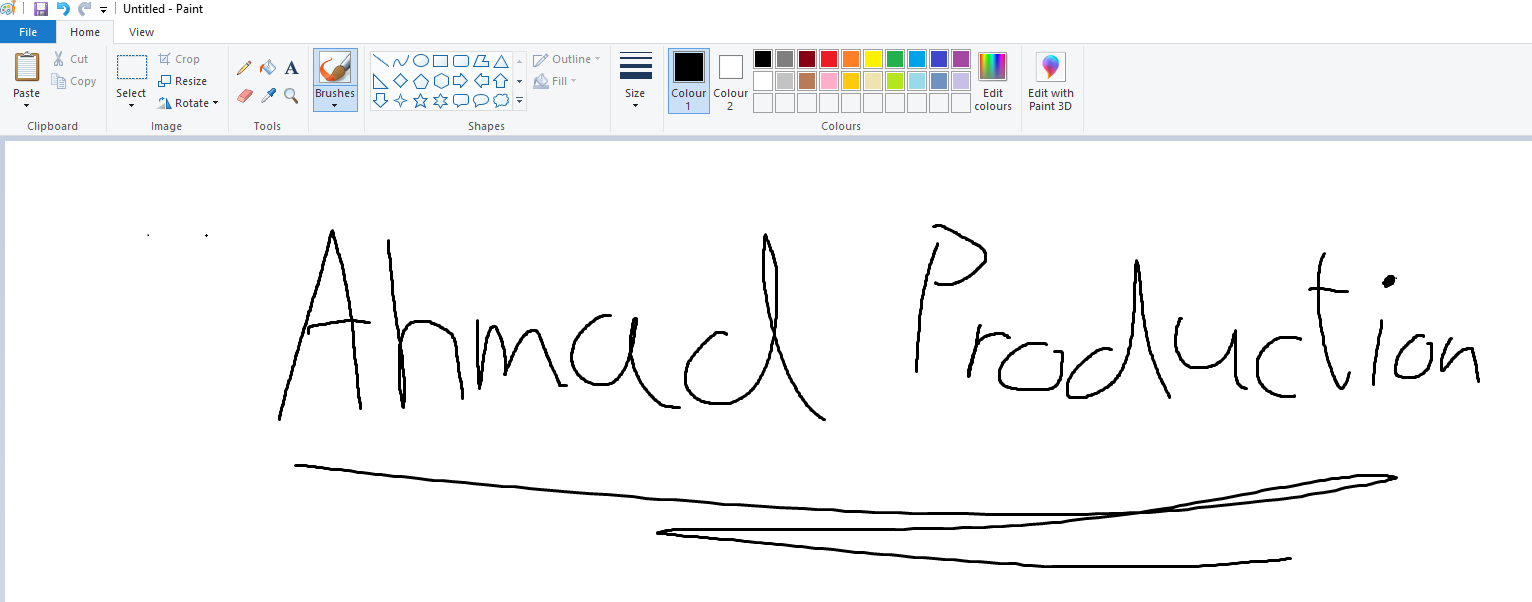 Untitled - Paint
File Home View
Paste Cut Copy Clipboard
Select Crop Resize Rotate Image
Tools
Brushes
Outline Fill Shapes
Size
Colour 1 Colour 2 Edit colours Colours
Edit with Paint 3D
Ahmad Production